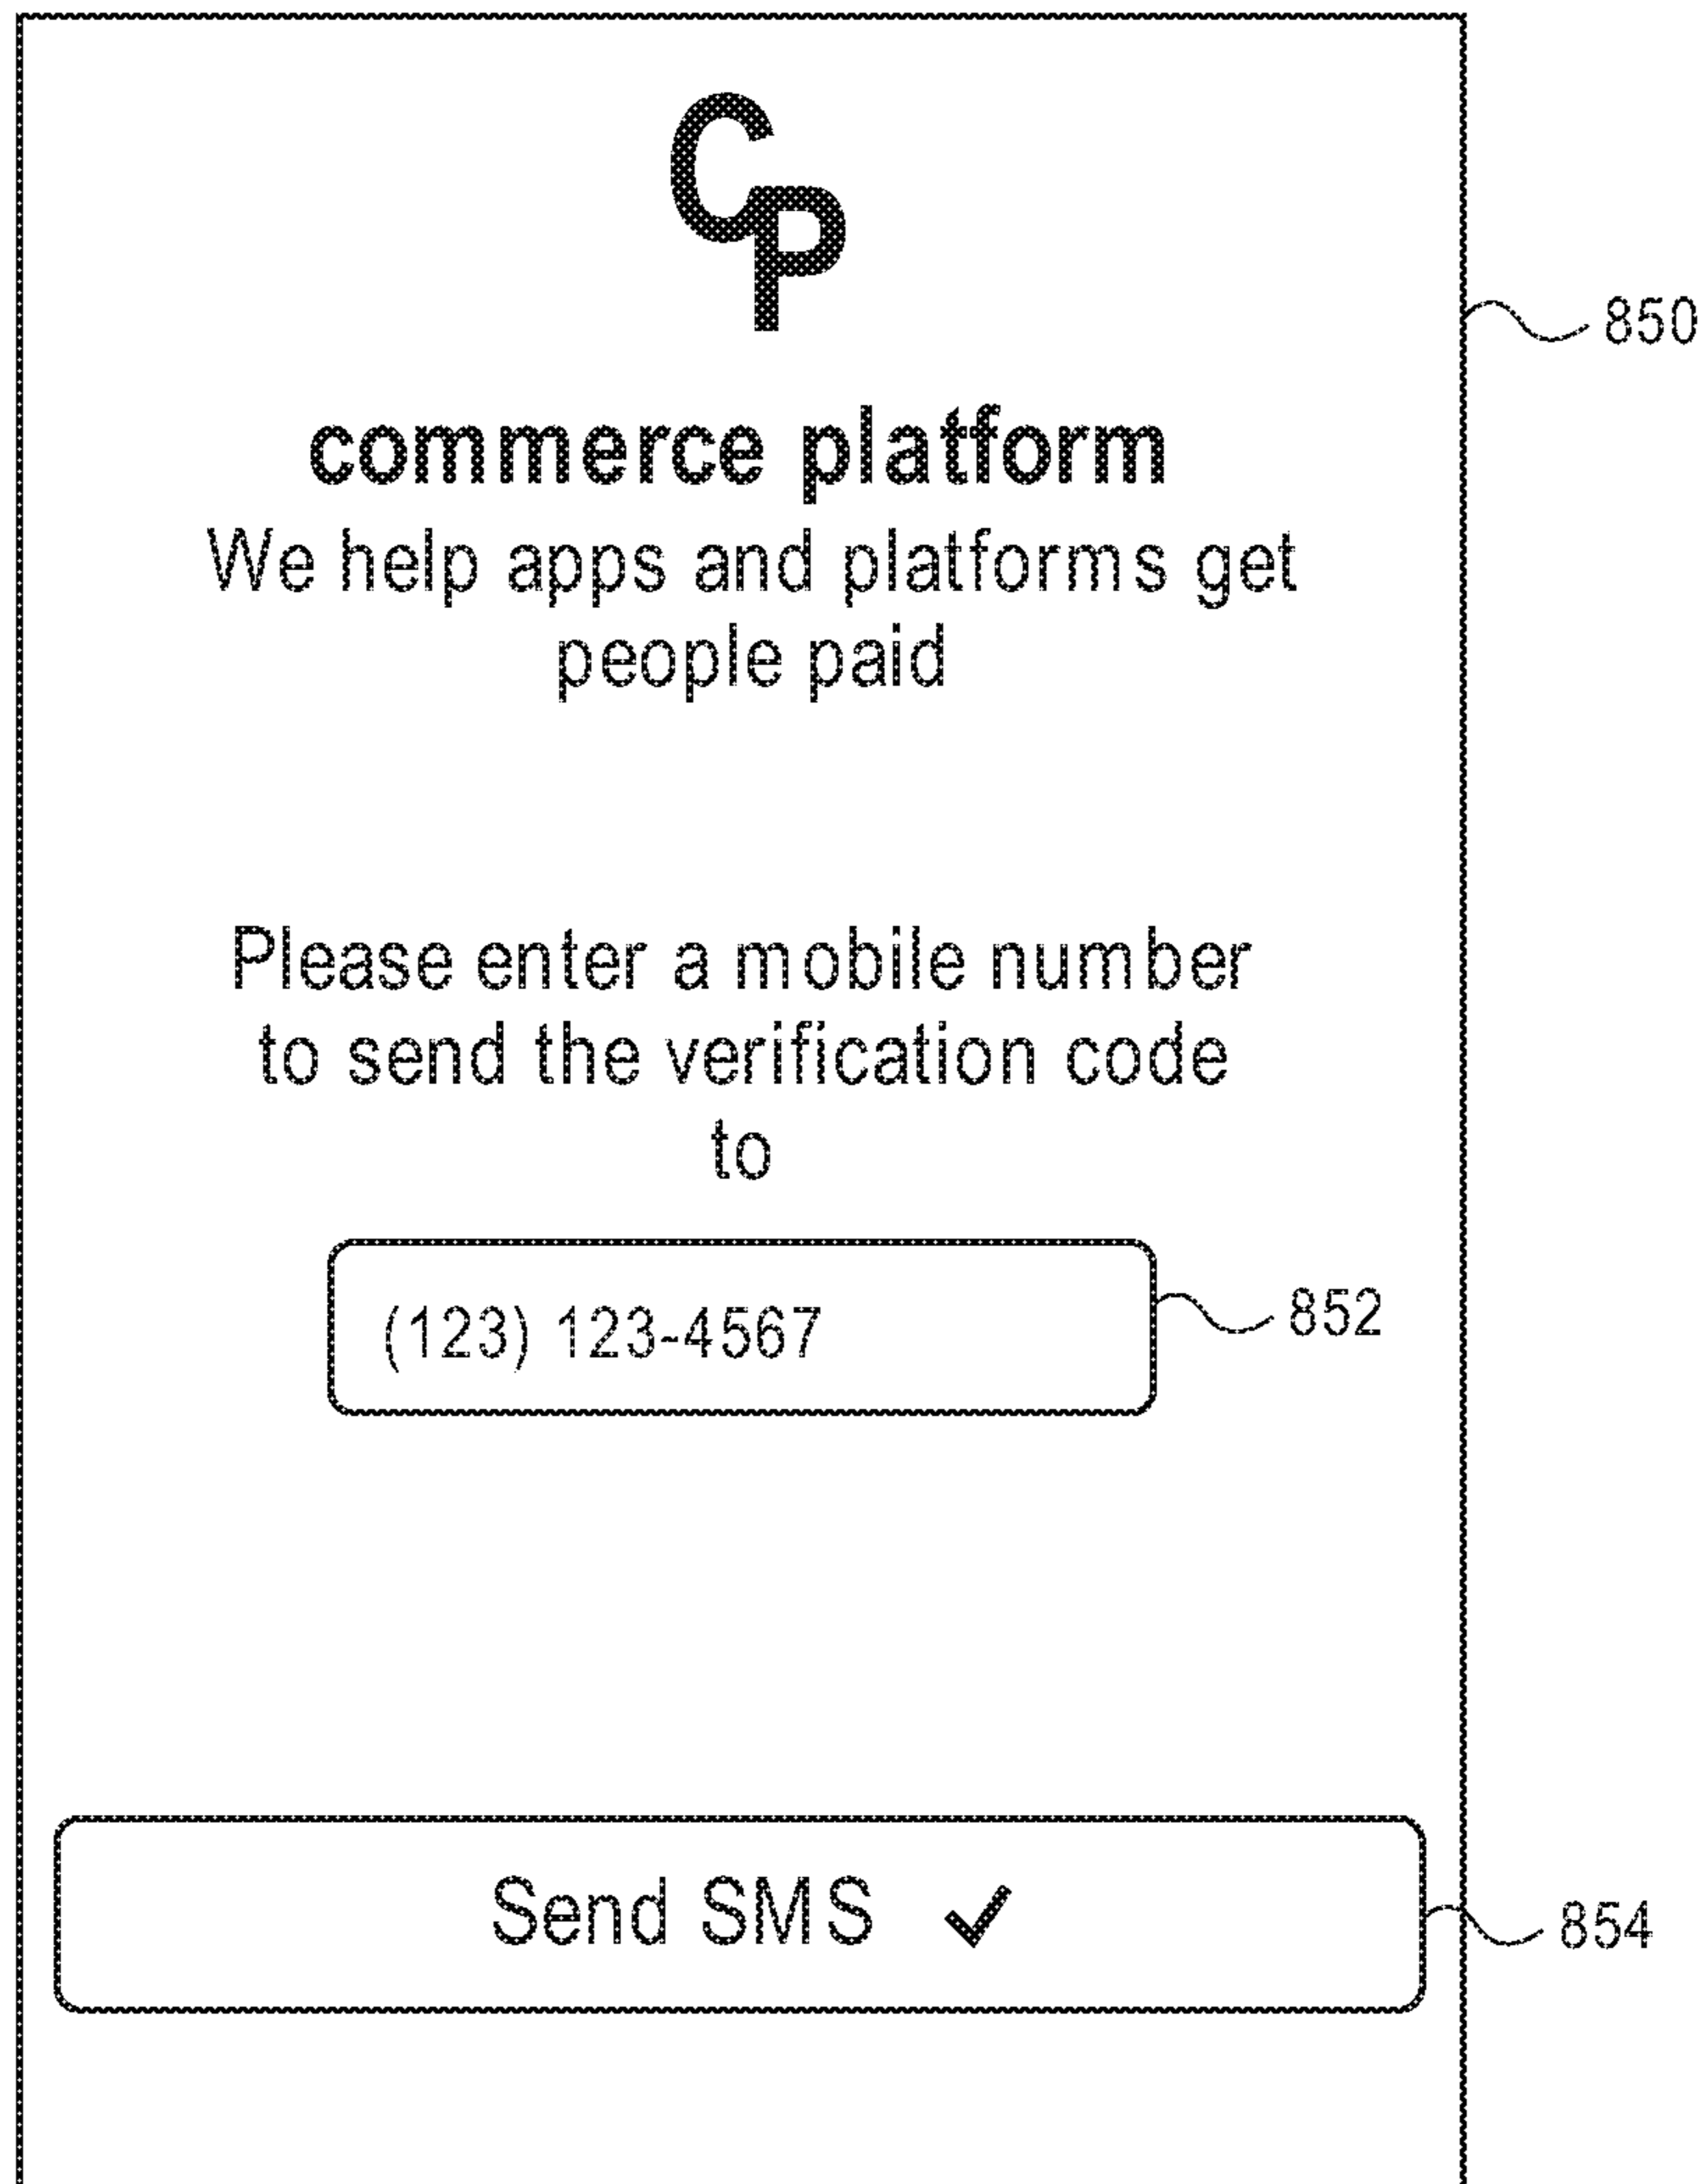 CP
850
commerce platform
We help apps and platforms get
people paid
Please enter a mobile number
to send the verification code
to
(123) 123-4567
852
Send SMS ✓
854